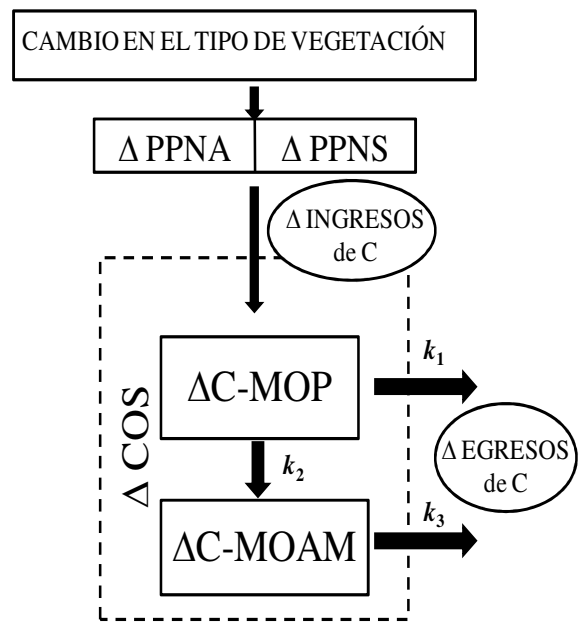 CAMBIO EN EL TIPO DE VEGETACIÓN
Δ PPNA Δ PPNS
Δ INGRESOS
de C
Δ COS
ΔC-MOP
k1
k2
Δ EGRESOS
de C
ΔC-MOAM
k3